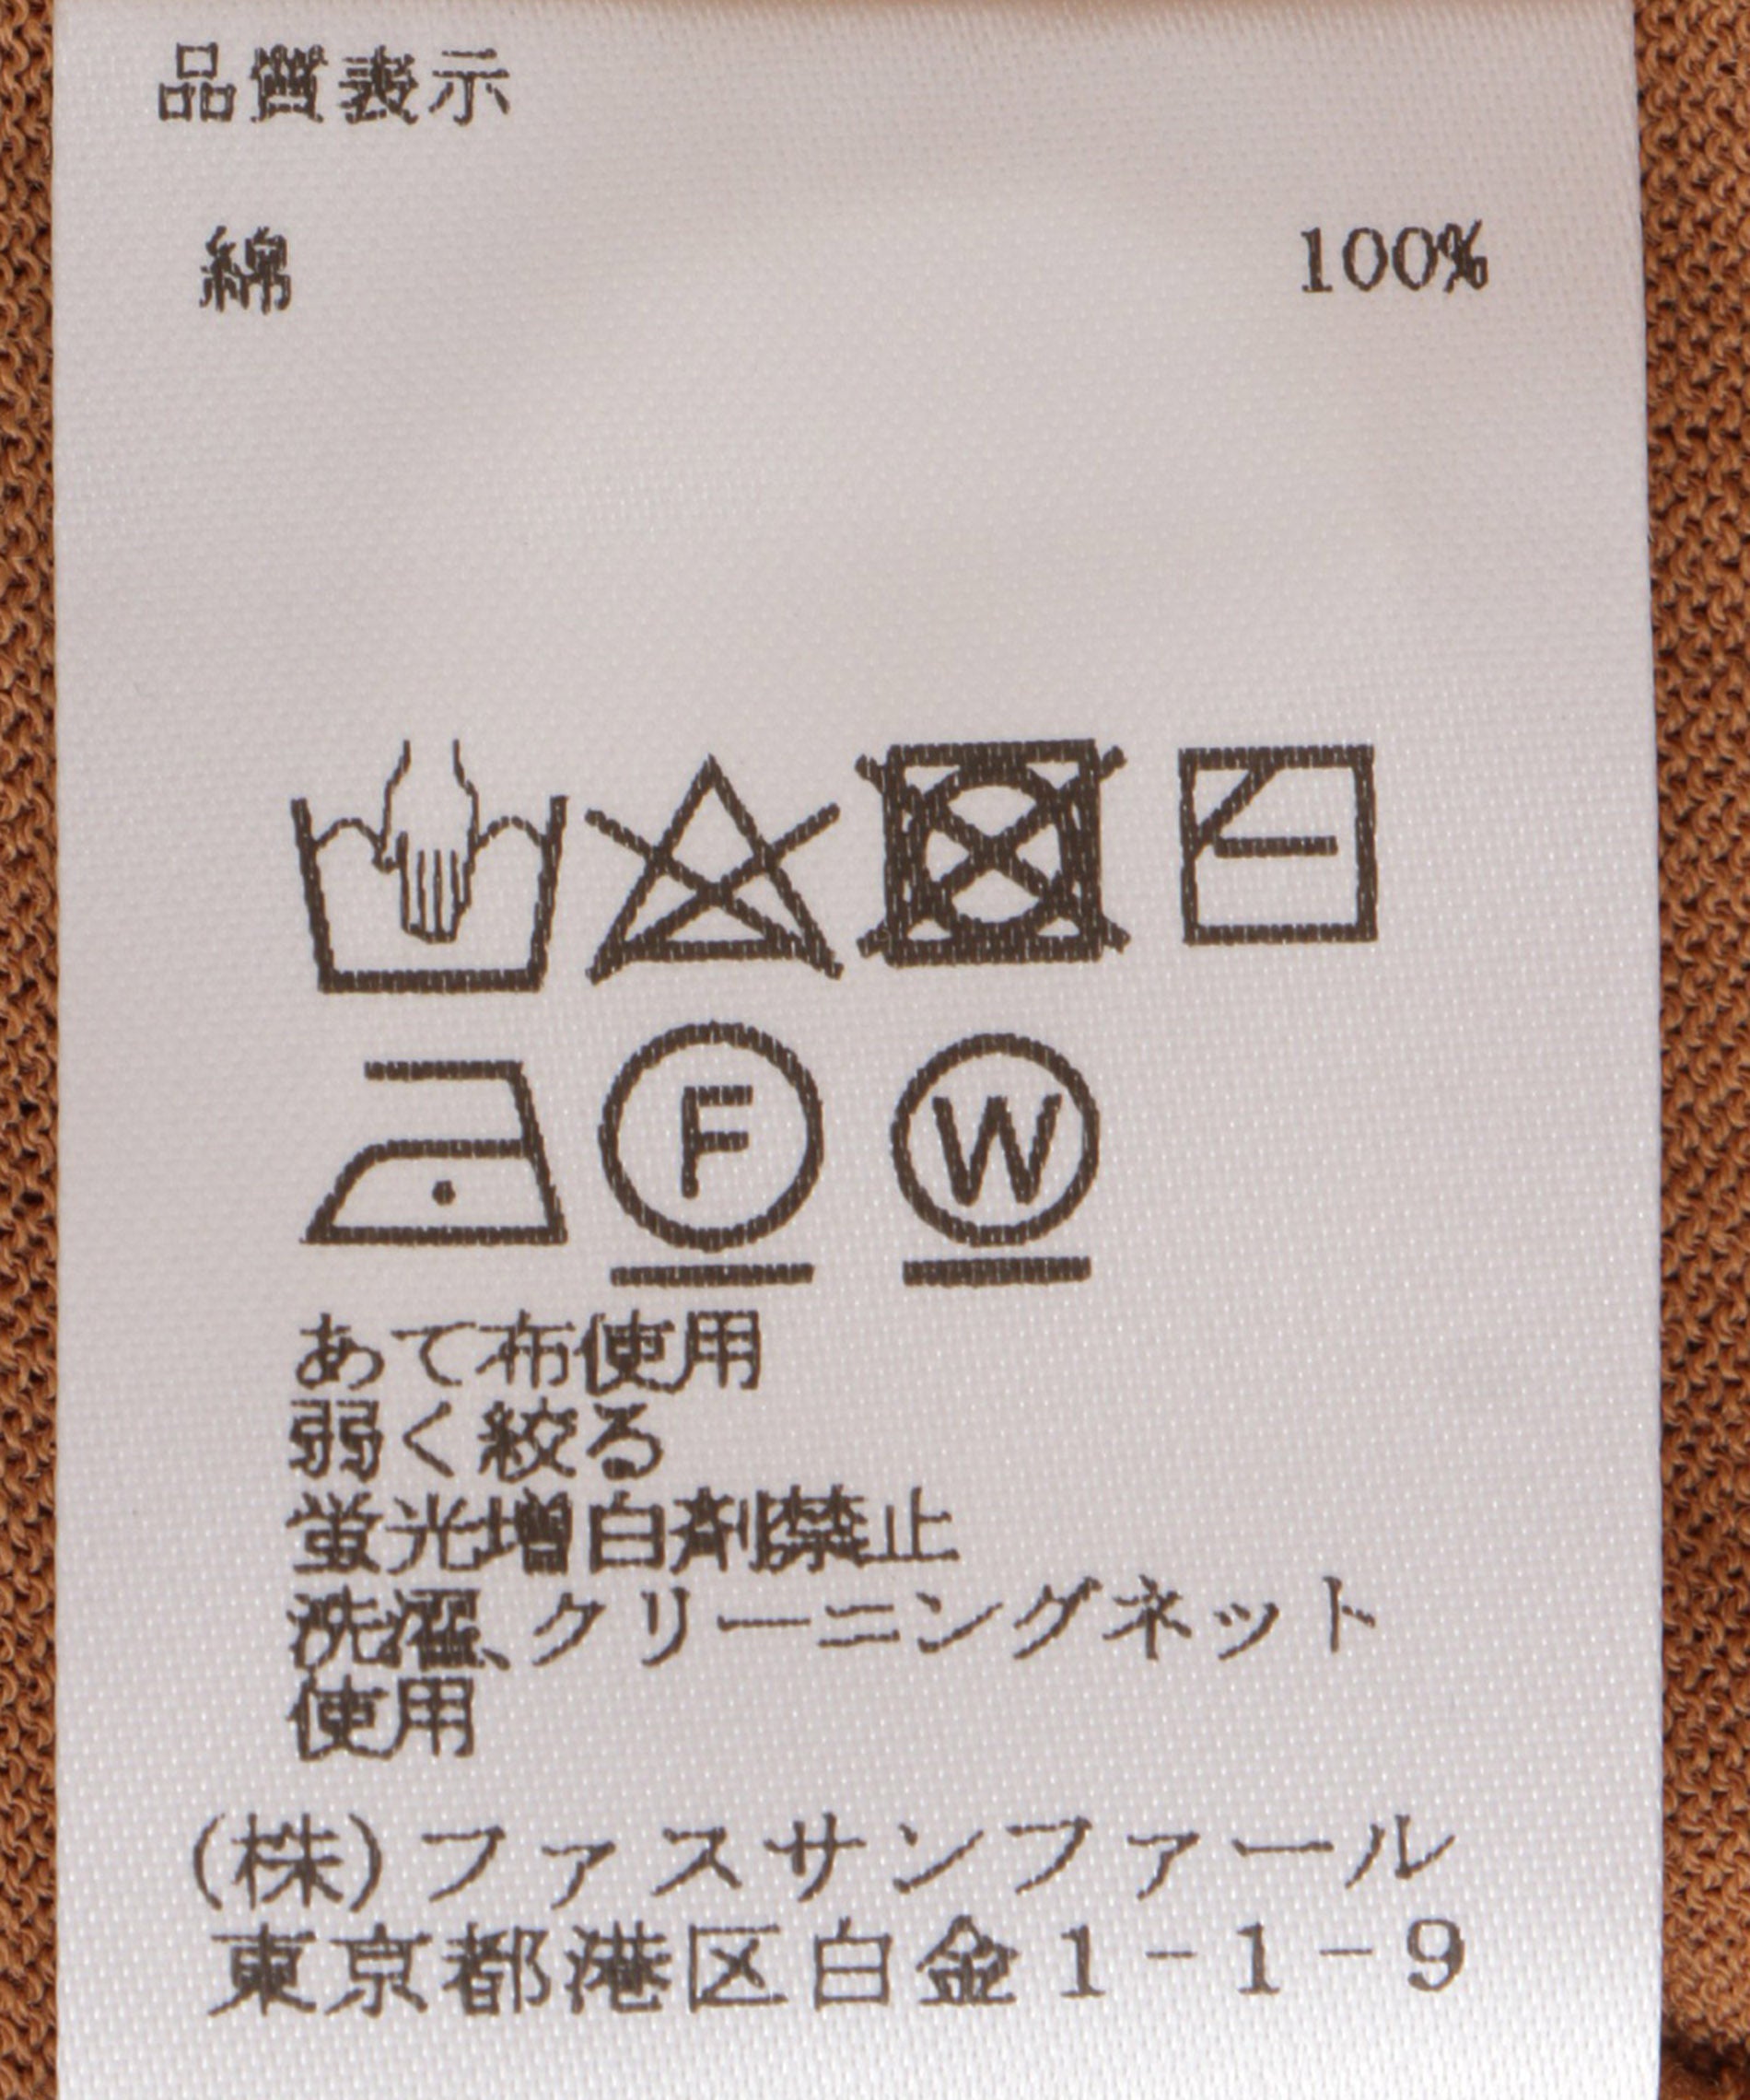 品質表示
綿 100%
F W
あて布使用
弱く絞る
蛍光増白剤禁止
洗濯、クリーニングネット
使用
(株)ファスサンファール
東京都港区白金1-1-9